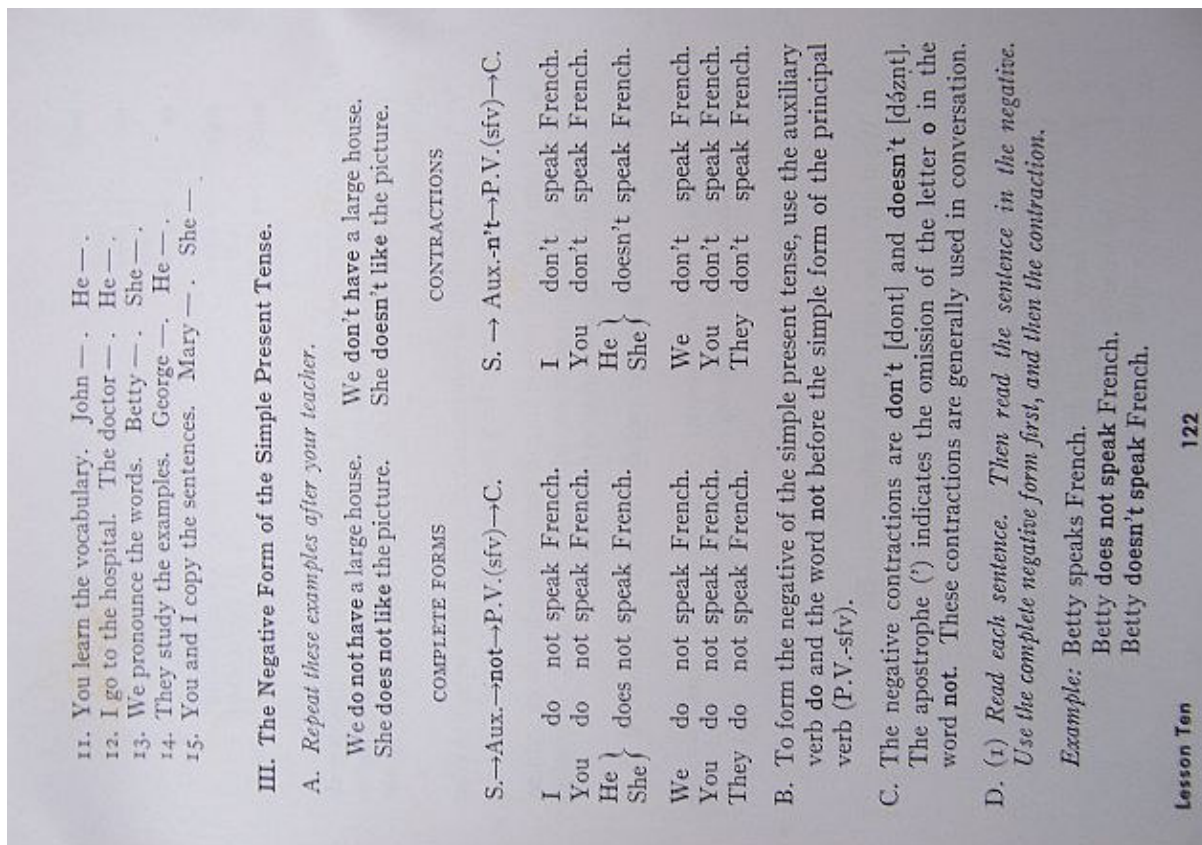 11. You learn the vocabulary. John —. He —.
12. I go to the hospital. The doctor —. He —.
13. We pronounce the words. Betty —. She —.
14. They study the examples. George —. He —.
15. You and I copy the sentences. Mary —. She —.
III. The Negative Form of the Simple Present Tense.
A. Repeat these examples after your teacher.
We do not have a large house. We don't have a large house.
She does not like the picture. She doesn't like the picture.
COMPLETE FORMS CONTRACTIONS
S.→Aux.→not→P.V.(sfv)→C. S. → Aux.-n't→P.V.(sfv)→C.
I do not speak French. I don't speak French.
You do not speak French. You don't speak French.
He } does not speak French. He } doesn't speak French.
She } She }
We do not speak French. We don't speak French.
You do not speak French. You don't speak French.
They do not speak French. They don't speak French.
B. To form the negative of the simple present tense, use the auxiliary
verb do and the word not before the simple form of the principal
verb (P.V.-sfv).
C. The negative contractions are don't [dont] and doesn't [də́znt].
The apostrophe (') indicates the omission of the letter o in the
word not. These contractions are generally used in conversation.
D. (1) Read each sentence. Then read the sentence in the negative.
Use the complete negative form first, and then the contraction.
Example: Betty speaks French.
Betty does not speak French.
Betty doesn't speak French.
Lesson Ten 122